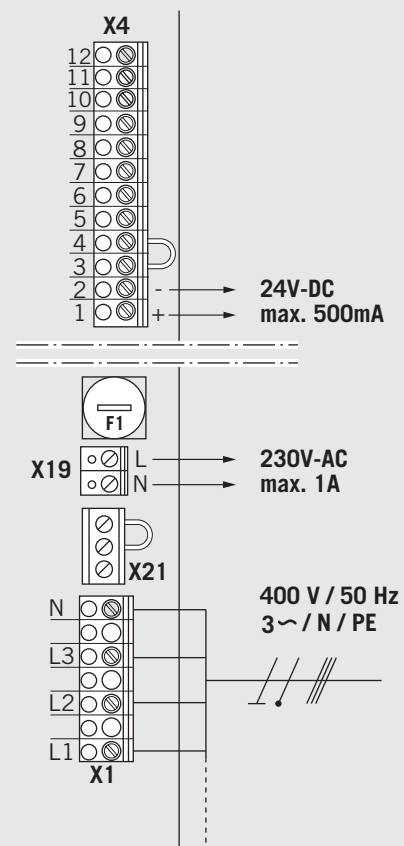 X4
12
11
10
9
8
7
6
5
4
3
2 - 24V-DC
1 + max. 500mA
F1
X19 L 230V-AC
N max. 1A
X21
400 V / 50 Hz
3~ / N / PE
N
L3
L2
L1
X1